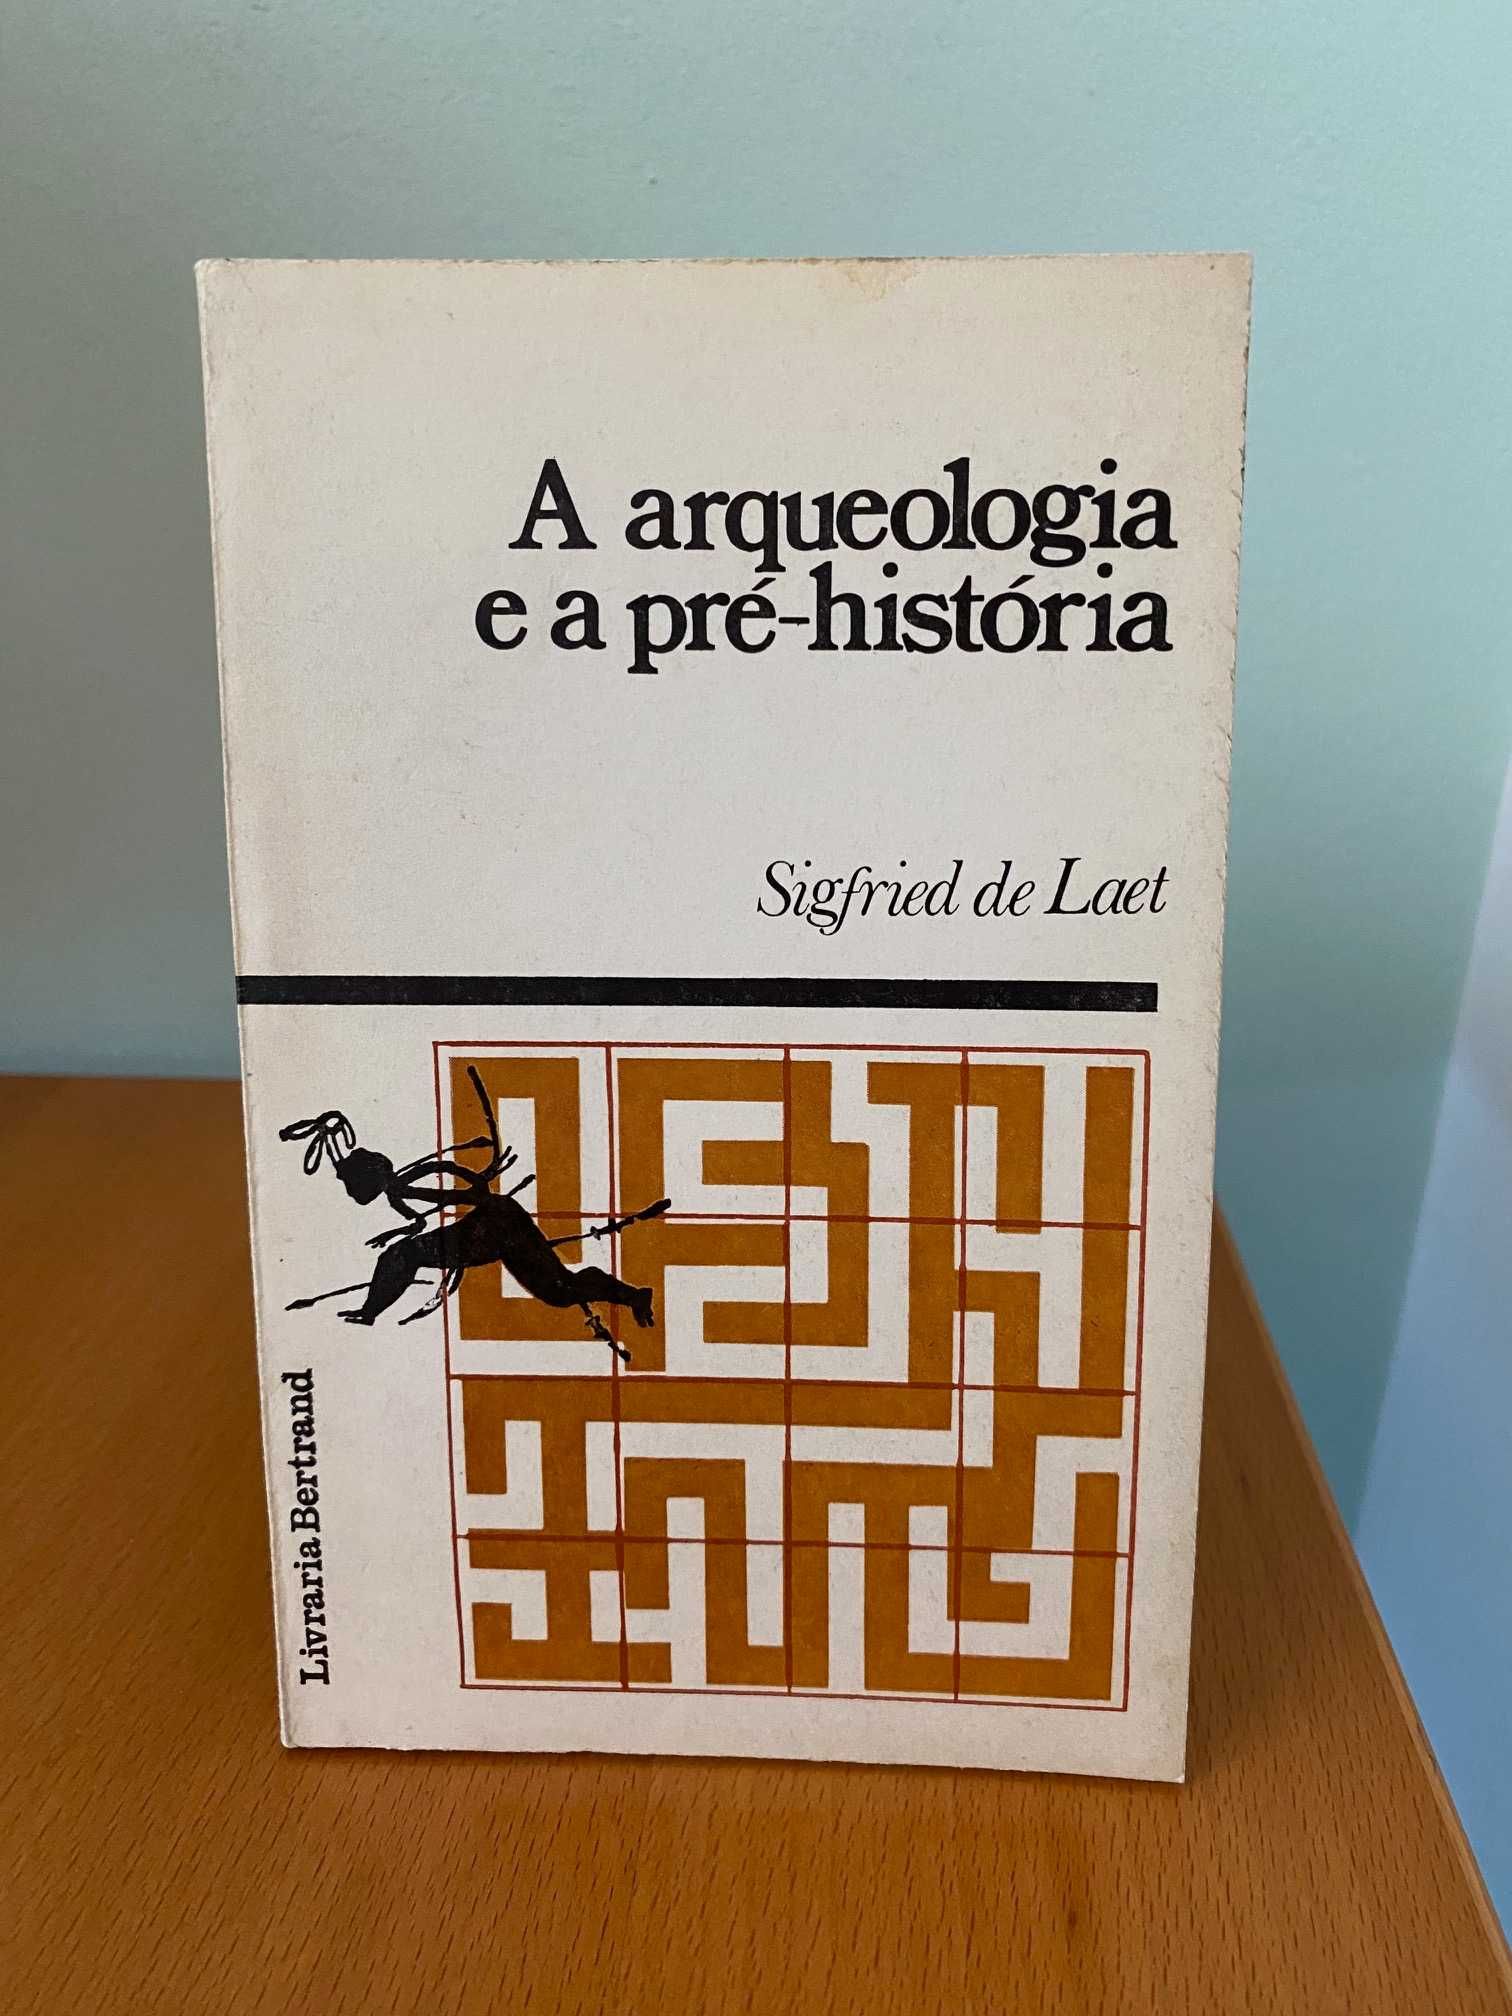 A arqueologia
e a pré-história
Sigfried de Laet
Livraria Bertrand